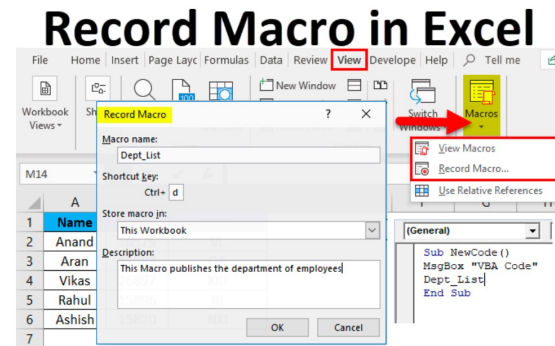 Record Macro in Excel
File Home Insert Page Layc Formulas Data Review View Develope Help Tell me
New Window
Workbook Views
Sh
Switch Windows
Macros
View Macros
Record Macro...
Use Relative References
Record Macro ? X
Macro name:
Dept_List
Shortcut key:
Ctrl+ d
Store macro in:
This Workbook
Description:
This Macro publishes the department of employees
OK Cancel
M14
A
1 Name
2 Anand
3 Aran
4 Vikas
5 Rahul
6 Ashish
7
(General)
Sub NewCode()
MsgBox "VBA Code"
Dept_List
End Sub